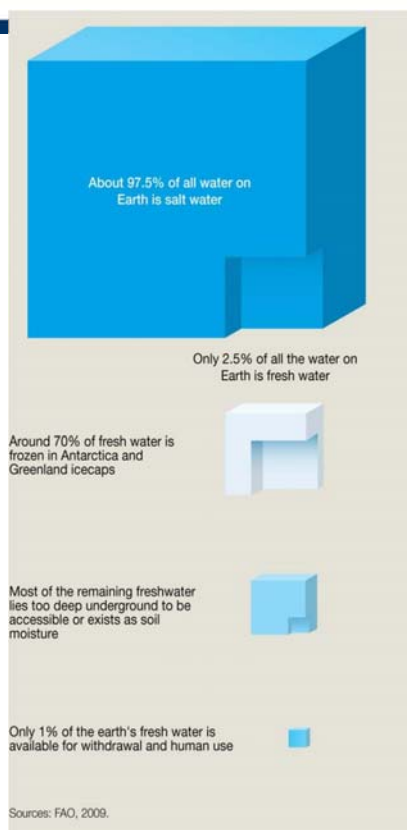 About 97.5% of all water on
Earth is salt water
Only 2.5% of all the water on
Earth is fresh water
Around 70% of fresh water is
frozen in Antarctica and
Greenland icecaps
Most of the remaining freshwater
lies too deep underground to be
accessible or exists as soil
moisture
Only 1% of the earth's fresh water is
available for withdrawal and human use
Sources: FAO, 2009.